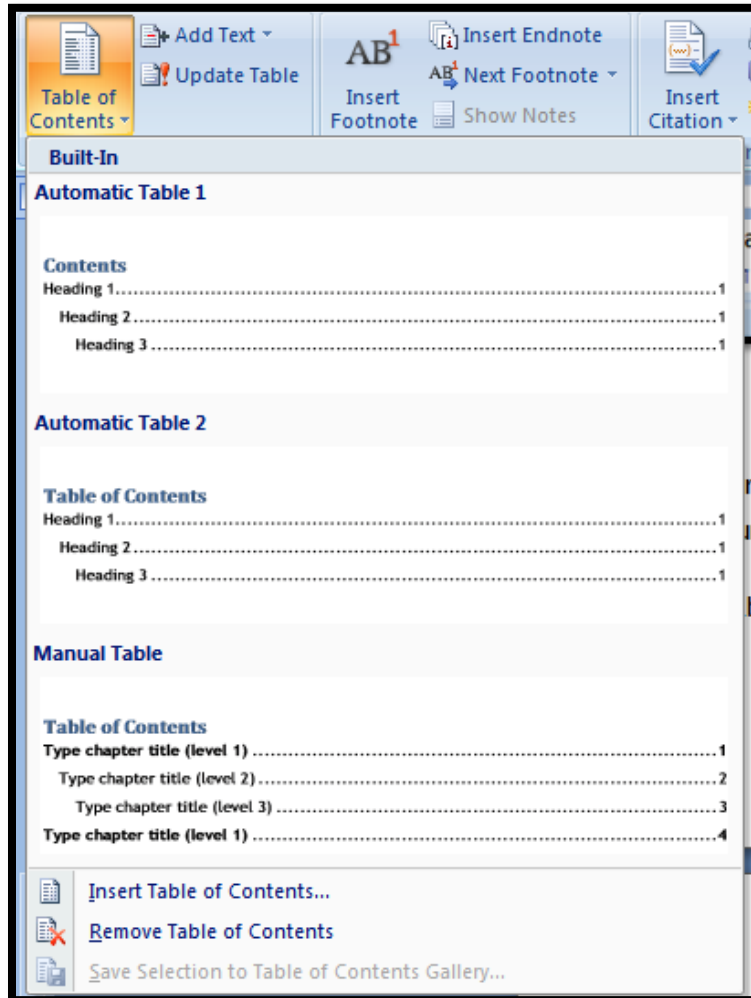 Table of
Contents
Add Text
Update Table
AB1
Insert
Footnote
Insert Endnote
AB1 Next Footnote
Show Notes
Insert
Citation
Built-In
Automatic Table 1
Contents
Heading 1.....1
Heading 2.....1
Heading 3.....1
Automatic Table 2
Table of Contents
Heading 1.....1
Heading 2.....1
Heading 3.....1
Manual Table
Table of Contents
Type chapter title (level 1).....1
Type chapter title (level 2).....2
Type chapter title (level 3).....3
Type chapter title (level 1).....4
Insert Table of Contents...
Remove Table of Contents
Save Selection to Table of Contents Gallery...